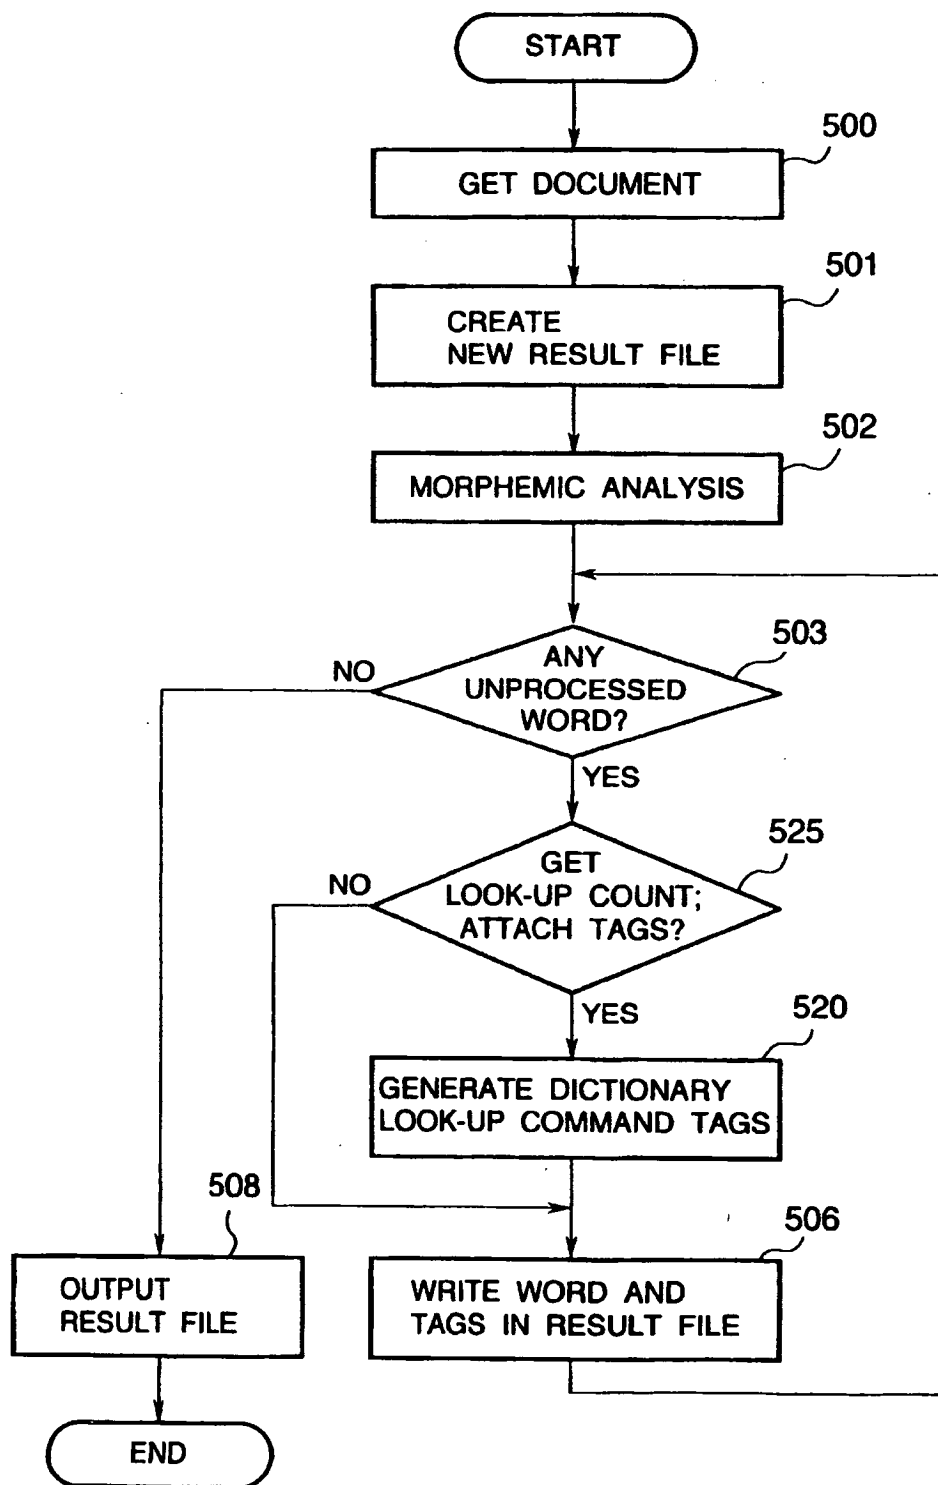 START
500
GET DOCUMENT
501
CREATE
NEW RESULT FILE
502
MORPHEMIC ANALYSIS
503
NO
ANY
UNPROCESSED
WORD?
YES
525
NO
GET
LOOK-UP COUNT;
ATTACH TAGS?
YES
520
GENERATE DICTIONARY
LOOK-UP COMMAND TAGS
508
506
OUTPUT
RESULT FILE
WRITE WORD AND
TAGS IN RESULT FILE
END